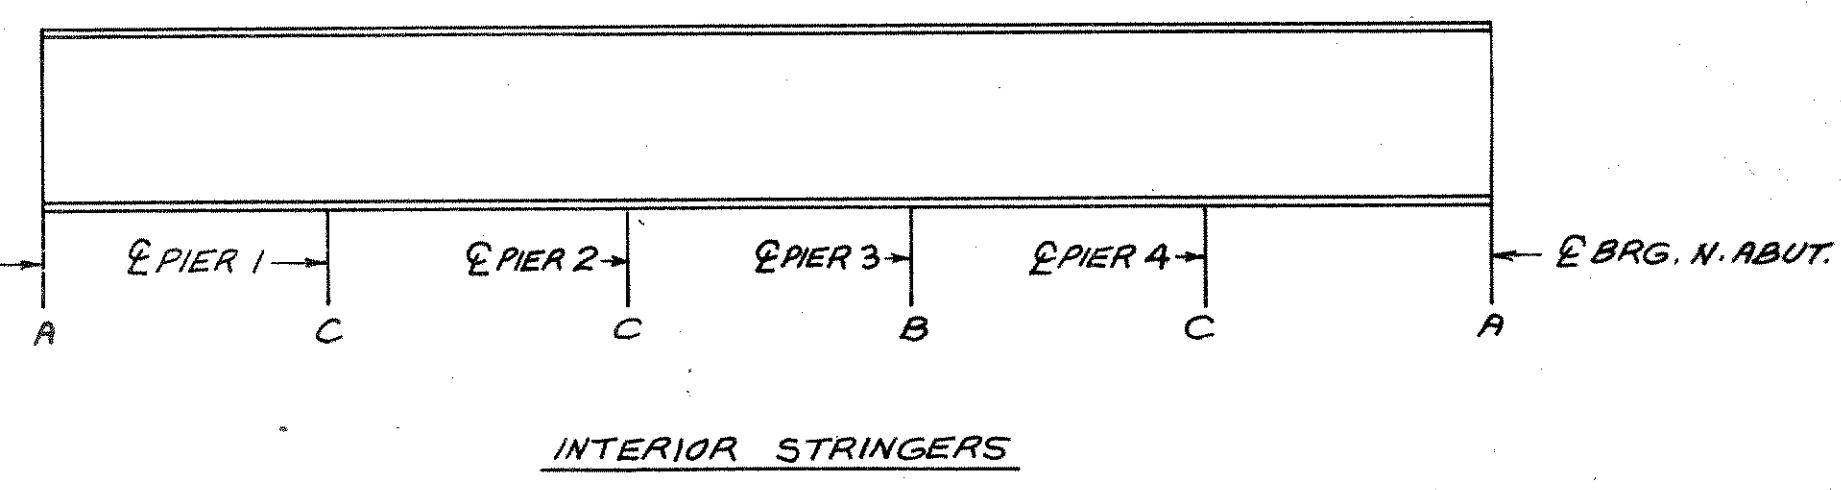 ℄ PIER 1 ℄ PIER 2 ℄ PIER 3 ℄ PIER 4 ℄ BRG. N. ABUT.
A C C B C A
INTERIOR STRINGERS